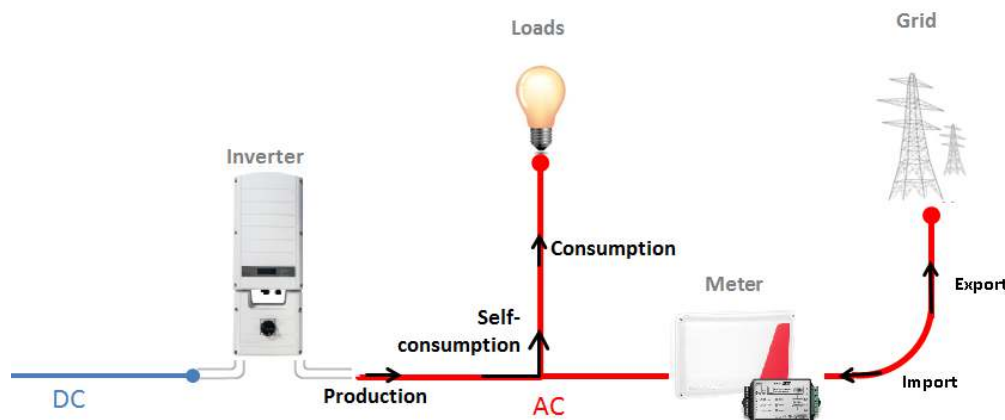 Loads
Grid
Inverter
Consumption
Meter
Export
Self-
consumption
Import
Production
DC
AC